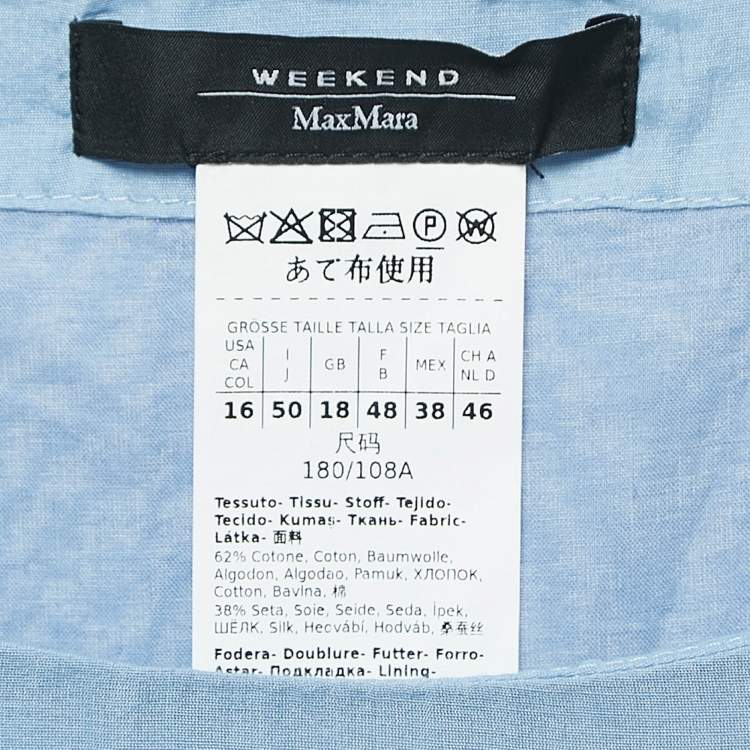 WEEKEND
MaxMara
P W
あて布使用
GRÖSSE TAILLE TALLA SIZE TAGLIA
USA CA COL I J GB F B MEX CH A NL D
16 50 18 48 38 46
尺码
180/108A
Tessuto- Tissu- Stoff- Tejido-
Tecido- Kumaş- Ткань- Fabric-
Látka- 面料
62% Cotone, Coton, Baumwolle,
Algodon, Algodao, Pamuk, ХЛОПОК,
Cotton, Bavlna, 棉
38% Seta, Soie, Seide, Seda, İpek,
ШЁЛК, Silk, Hedvábí, Hodváb, 桑蚕丝
Fodera- Doublure- Futter- Forro-
Astar- Подкладка- Lining-